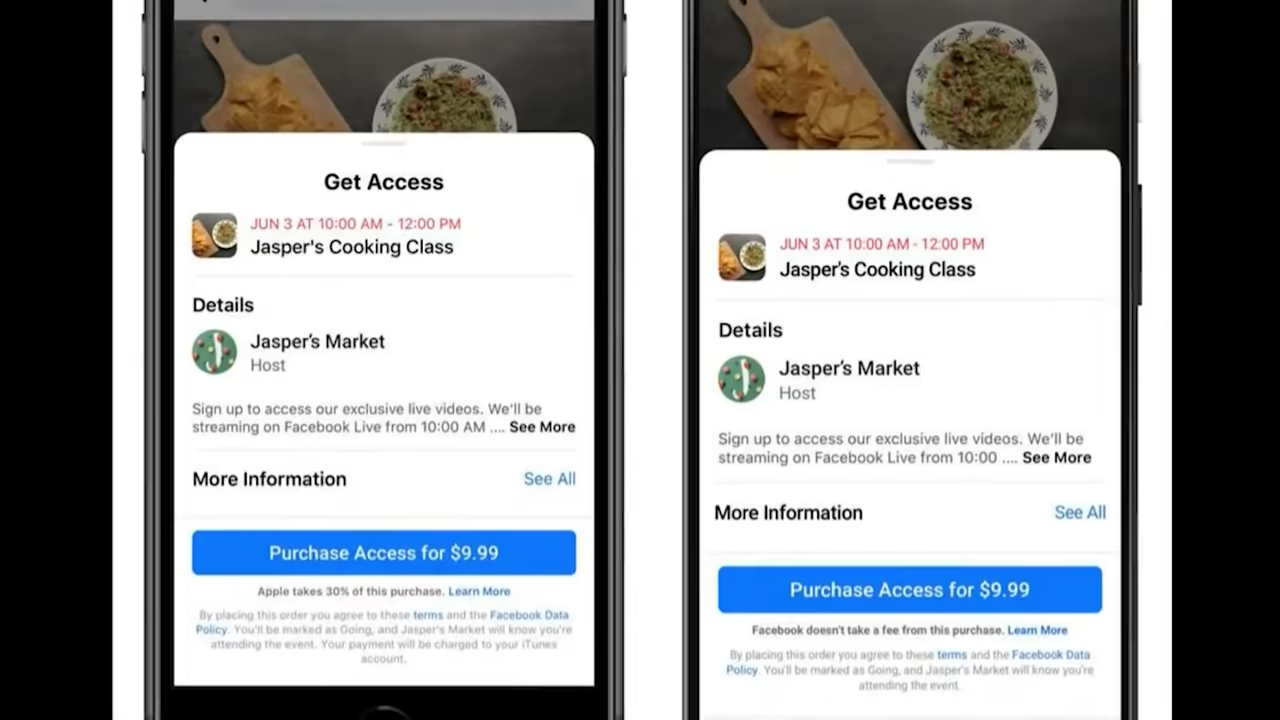 Get Access
JUN 3 AT 10:00 AM - 12:00 PM
Jasper's Cooking Class
Details
Jasper's Market
Host
Sign up to access our exclusive live videos. We'll be
streaming on Facebook Live from 10:00 AM .... See More
More Information
See All
Purchase Access for $9.99
Apple takes 30% of this purchase. Learn More
By placing this order you agree to these terms and the Facebook Data
Policy. You'll be marked as Going, and Jasper's Market will know you're
attending the event. Your payment will be charged to your iTunes
account.
Get Access
JUN 3 AT 10:00 AM - 12:00 PM
Jasper's Cooking Class
Details
Jasper's Market
Host
Sign up to access our exclusive live videos. We'll be
streaming on Facebook Live from 10:00 .... See More
More Information
See All
Purchase Access for $9.99
Facebook doesn't take a fee from this purchase. Learn More
By placing this order you agree to these terms and the Facebook Data
Policy. You'll be marked as Going, and Jasper's Market will know you're
attending the event.